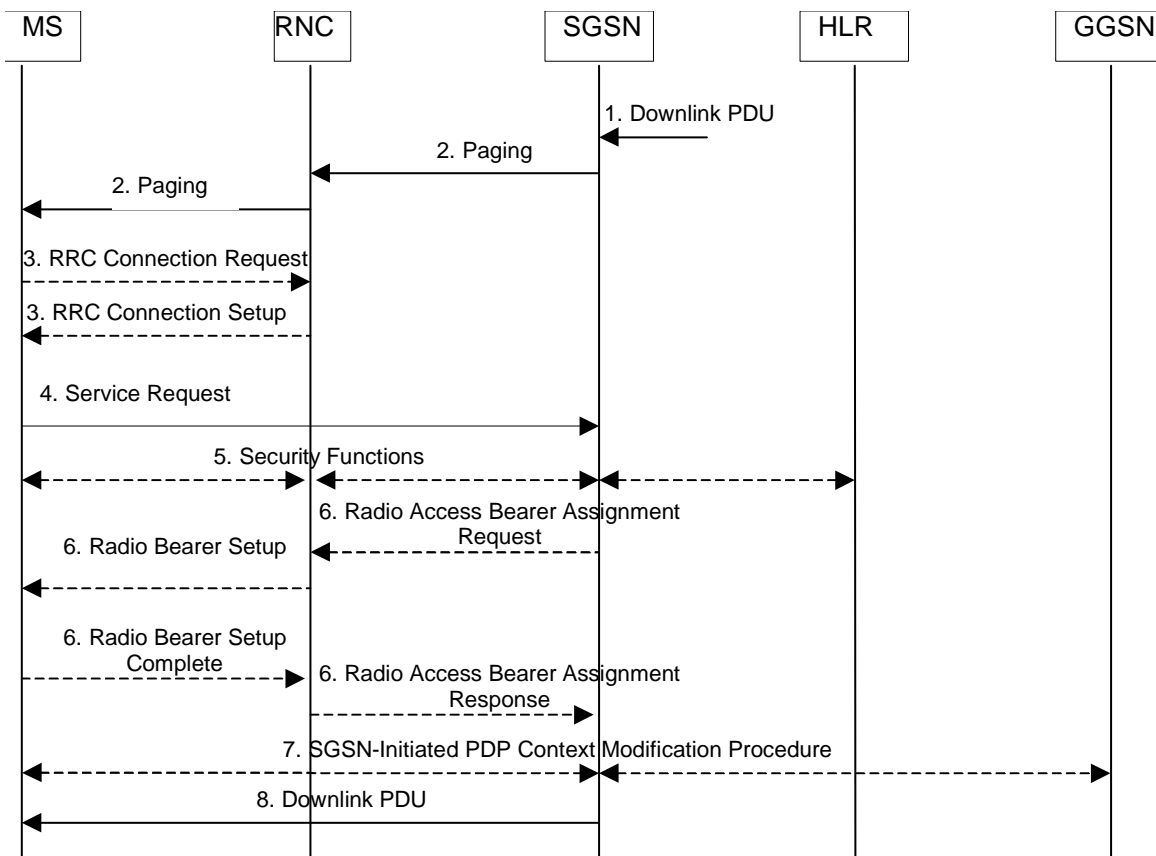 MS
RNC
SGSN
HLR
GGSN
1. Downlink PDU
2. Paging
2. Paging
3. RRC Connection Request
3. RRC Connection Setup
4. Service Request
5. Security Functions
6. Radio Access Bearer Assignment
Request
6. Radio Bearer Setup
6. Radio Bearer Setup
Complete
6. Radio Access Bearer Assignment
Response
7. SGSN-Initiated PDP Context Modification Procedure
8. Downlink PDU